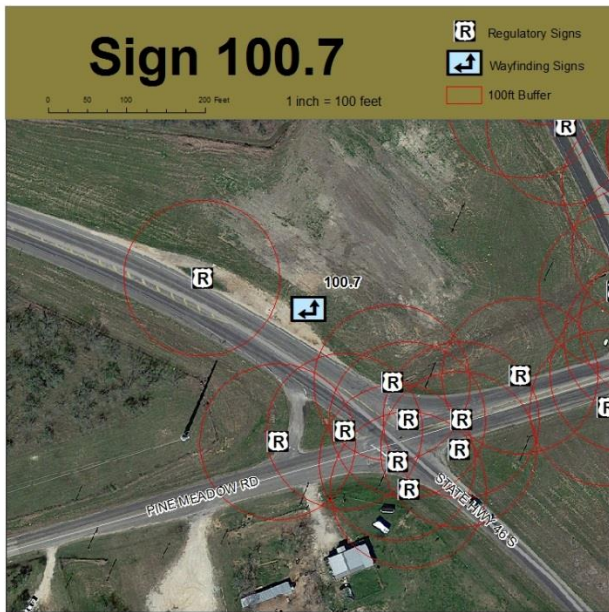 Sign 100.7
R Regulatory Signs
Wayfinding Signs
100ft Buffer
0 50 100 200 Feet
1 inch = 100 feet
R
R
100.7
R
R
R
R
R
R
R
R
R
R
PINE MEADOW RD
STATE HWY 46 S